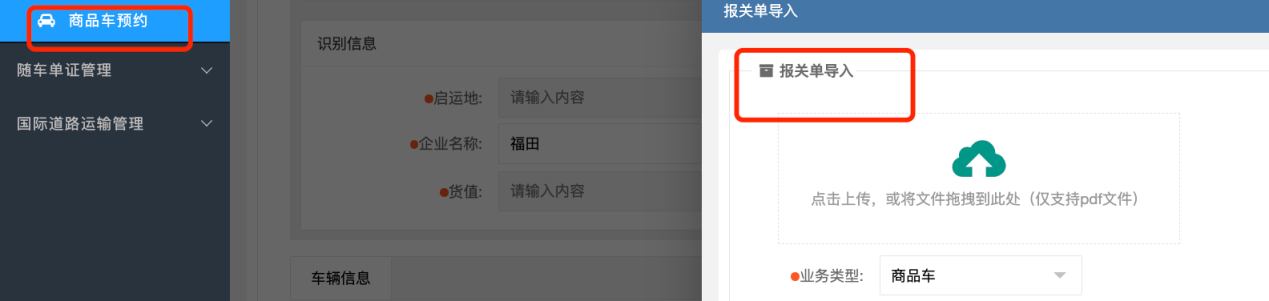 商品车预约
随车单证管理
国际道路运输管理
识别信息
启运地:
请输入内容
企业名称:
福田
货值:
请输入内容
车辆信息
报关单导入
报关单导入
点击上传，或将文件拖拽到此处（仅支持pdf文件）
业务类型:
商品车